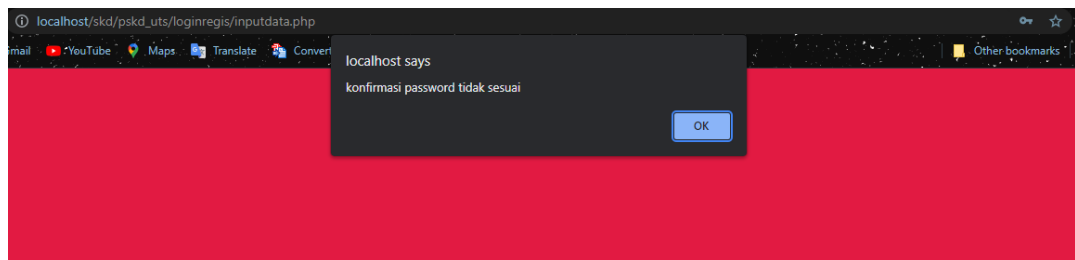 localhost/skd/pskd_uts/loginregis/inputdata.php
YouTube Maps Translate Other bookmarks
localhost says
konfirmasi password tidak sesuai
OK